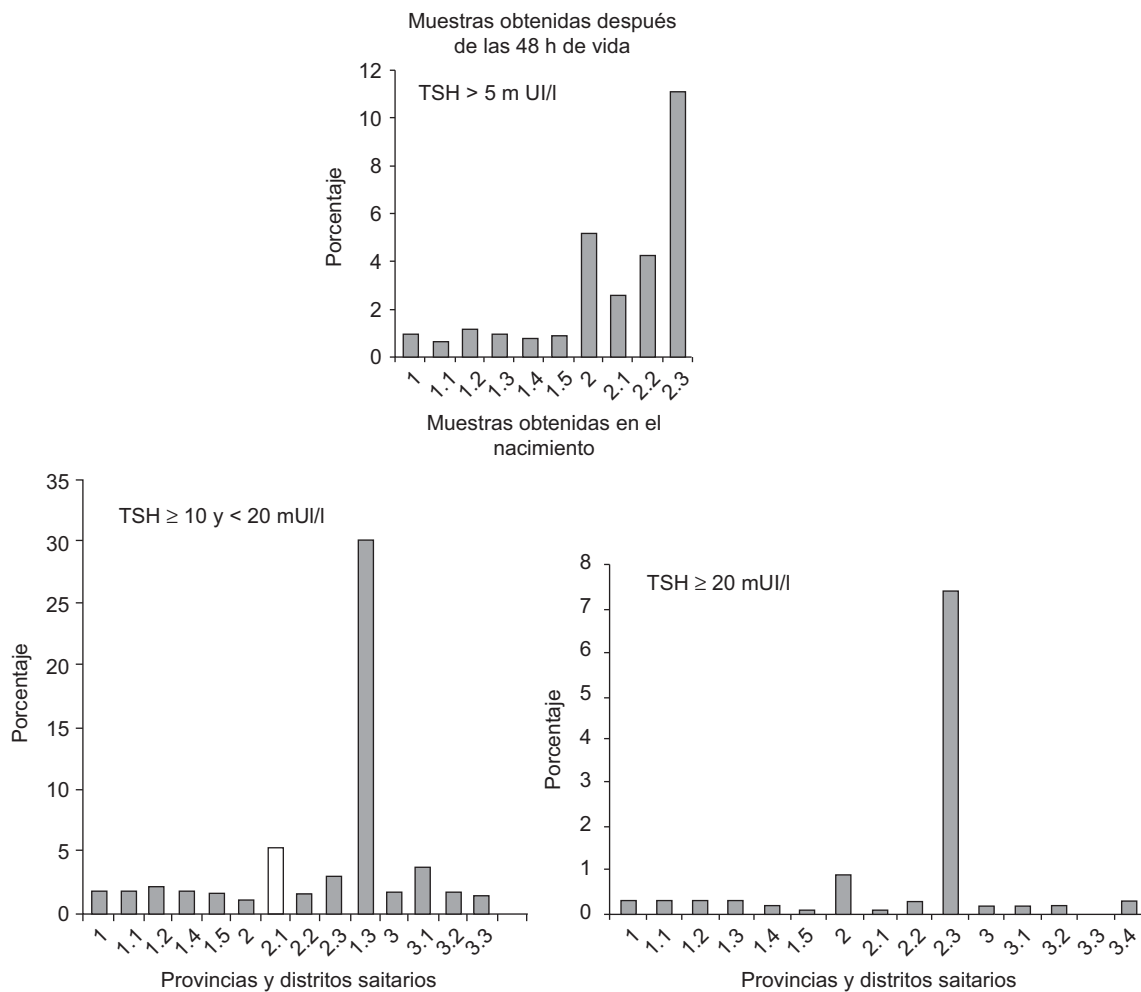 Muestras obtenidas después
de las 48 h de vida
TSH > 5 m UI/l
Porcentaje
12
10
8
6
4
2
0
1 1.1 1.2 1.3 1.4 1.5 2 2.1 2.2 2.3
Muestras obtenidas en el
nacimiento
TSH ≥ 10 y < 20 mUI/l
Porcentaje
35
30
25
20
15
10
5
0
1 1.1 1.2 1.4 1.5 2 2.1 2.2 2.3 1.3 3 3.1 3.2 3.3
Provincias y distritos saitarios
TSH ≥ 20 mUI/l
Porcentaje
8
7
6
5
4
3
2
1
0
1 1.1 1.2 1.3 1.4 1.5 2 2.1 2.2 2.3 3 3.1 3.2 3.3 3.4
Provincias y distritos saitarios